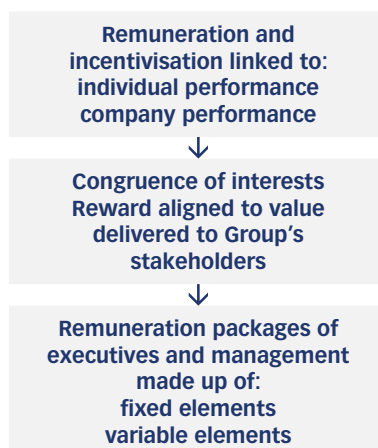 Remuneration and
incentivisation linked to:
individual performance
company performance
Congruence of interests
Reward aligned to value
delivered to Group's
stakeholders
Remuneration packages of
executives and management
made up of:
fixed elements
variable elements